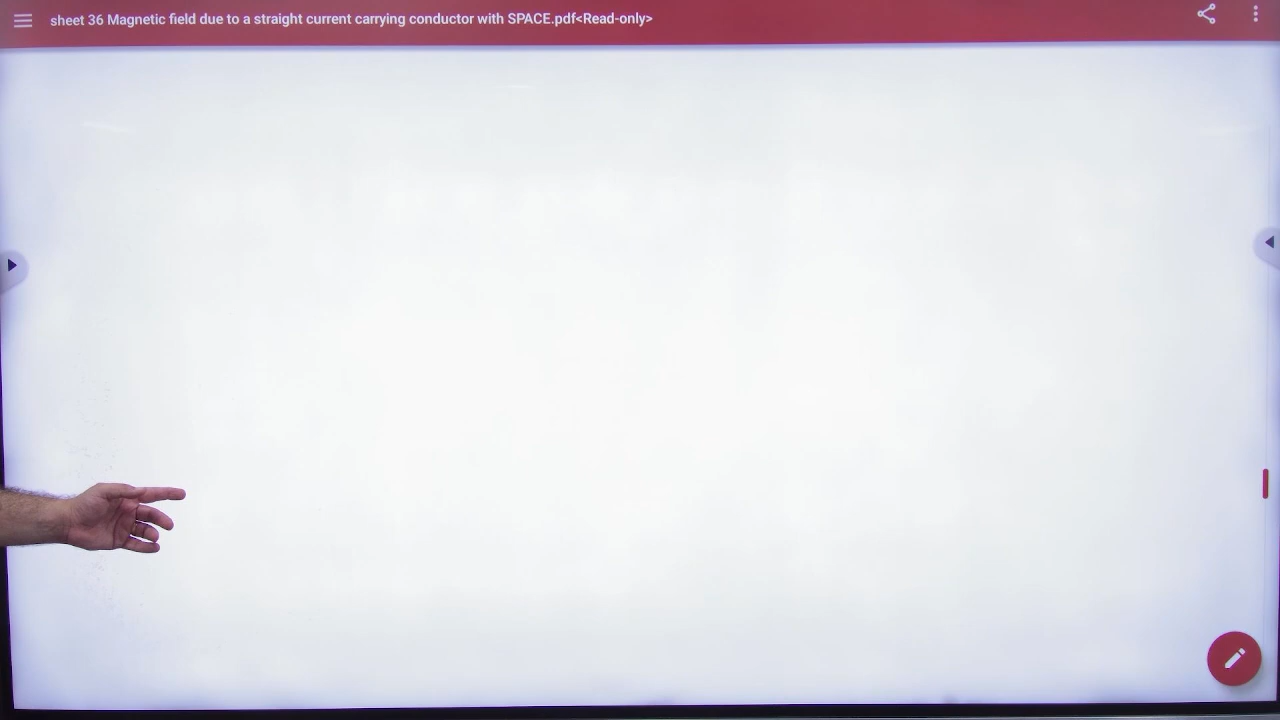 sheet 36 Magnetic field due to a straight current carrying conductor with SPACE.pdf<Read-only>